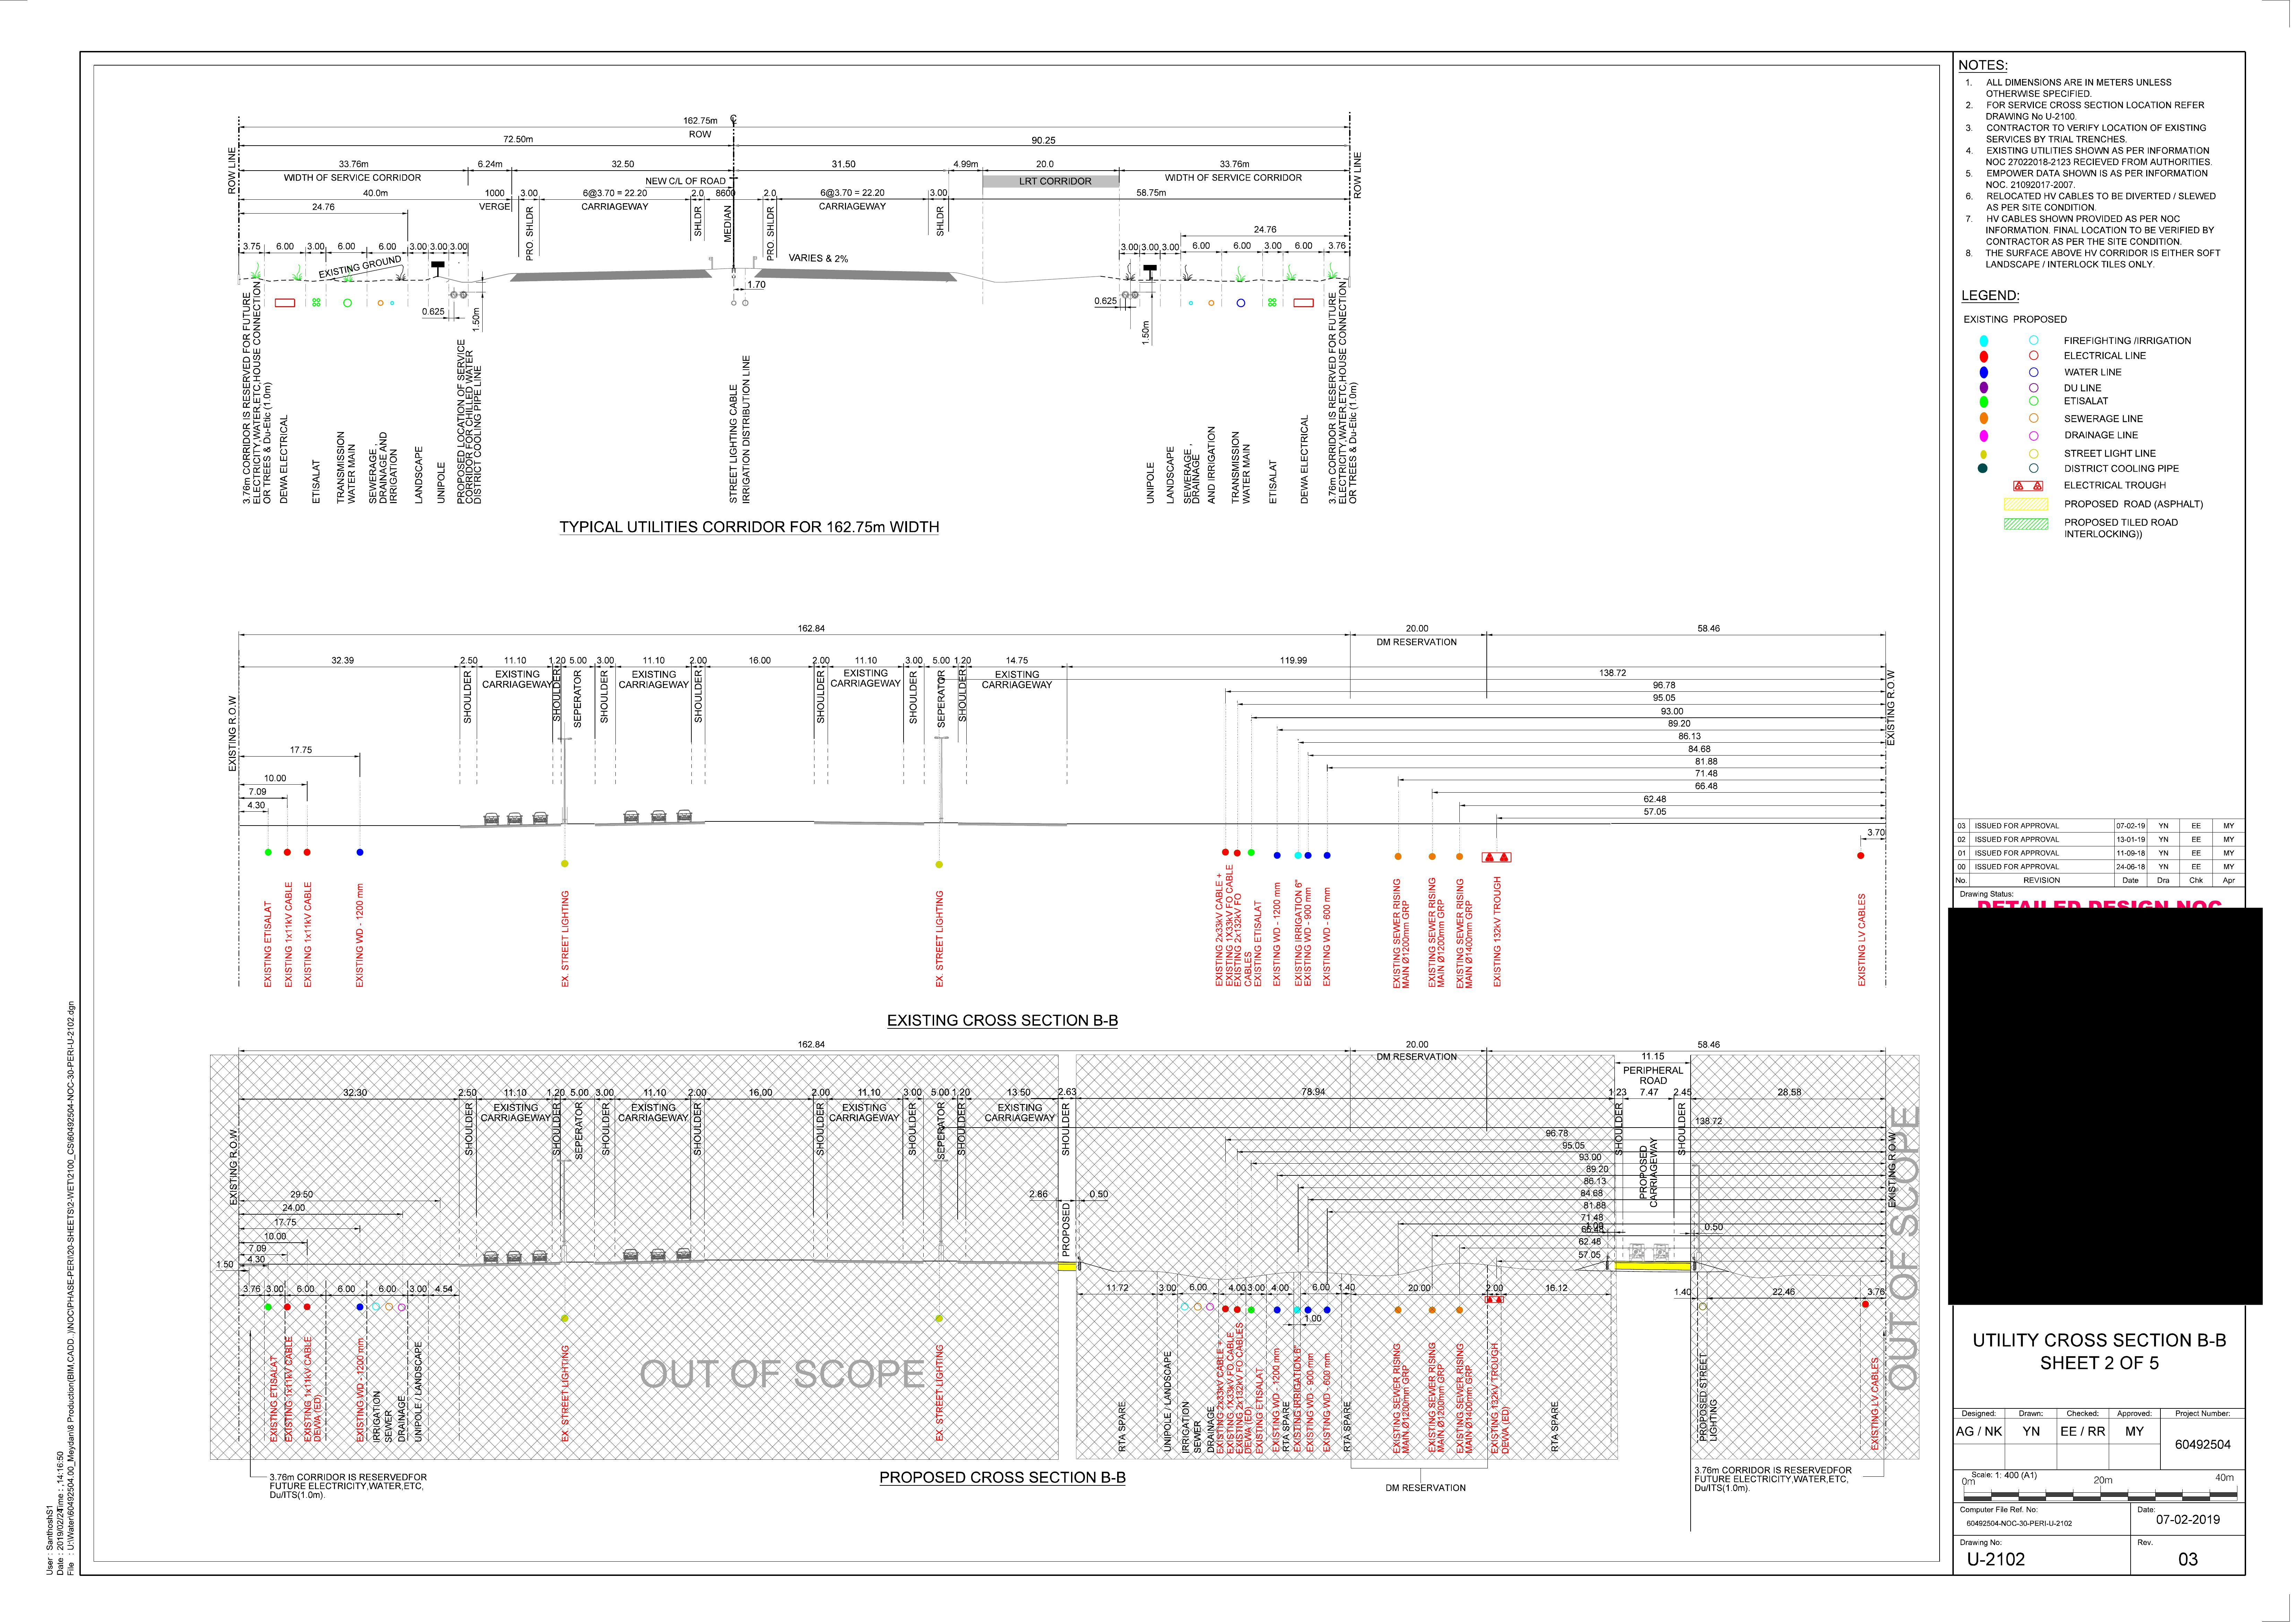 162.75m
ROW
72.50m
90.25
33.76m
6.24m
32.50
31.50
4.99m
20.0
33.76m
WIDTH OF SERVICE CORRIDOR
NEW C/L OF ROAD
LRT CORRIDOR
WIDTH OF SERVICE CORRIDOR
40.0m
1000
3.00
6@3.70 = 22.20
2.0
8600
2.0
6@3.70 = 22.20
3.00
58.75m
VERGE
CARRIAGEWAY
CARRIAGEWAY
24.76
24.76
ROW LINE
ROW LINE
PRO. SHLDR
SHLDR
MEDIAN
PRO. SHLDR
SHLDR
3.75
6.00
3.00
6.00
6.00
3.00
3.00
3.00
3.00
3.00
3.00
6.00
6.00
3.00
6.00
3.76
EXISTING GROUND
VARIES & 2%
1.70
0.625
1.50m
0.625
1.50m
3.76m CORRIDOR IS RESERVED FOR FUTURE
ELECTRICITY,WATER,ETC,HOUSE CONNECTION
OR TREES & Du-Etic (1.0m)
DEWA ELECTRICAL
ETISALAT
TRANSMISSION
WATER MAIN
SEWERAGE ,
DRAINAGE AND
IRRIGATION
LANDSCAPE
UNIPOLE
PROPOSED LOCATION OF SERVICE
CORRIDOR FOR CHILLED WATER
DISTRICT COOLING PIPE LINE
STREET LIGHTING CABLE
IRRIGATION DISTRIBUTION LINE
UNIPOLE
LANDSCAPE
SEWERAGE ,
DRAINAGE
AND IRRIGATION
TRANSMISSION
WATER MAIN
ETISALAT
DEWA ELECTRICAL
3.76m CORRIDOR IS RESERVED FOR FUTURE
ELECTRICITY,WATER,ETC,HOUSE CONNECTION
OR TREES & Du-Etic (1.0m)
TYPICAL UTILITIES CORRIDOR FOR 162.75m WIDTH
162.84
20.00
58.46
DM RESERVATION
32.39
2.50
11.10
1.20
5.00
3.00
11.10
2.00
16.00
2.00
11.10
3.00
5.00
1.20
14.75
119.99
EXISTING
CARRIAGEWAY
EXISTING
CARRIAGEWAY
EXISTING
CARRIAGEWAY
EXISTING
CARRIAGEWAY
SHOULDER
SHOULDER
SEPERATOR
SHOULDER
SHOULDER
SHOULDER
SHOULDER
SEPERATOR
SHOULDER
138.72
96.78
95.05
93.00
89.20
86.13
84.68
81.88
71.48
66.48
62.48
57.05
3.70
EXISTING R.O.W
EXISTING R.O.W
17.75
10.00
7.09
4.30
EXISTING ETISALAT
EXISTING 1x11kV CABLE
EXISTING 1x11kV CABLE
EXISTING WD - 1200 mm
EX. STREET LIGHTING
EX. STREET LIGHTING
EXISTING 2x33kV CABLE +
EXISTING 1X33kV FO CABLE
EXISTING 2x132kV FO
CABLES
EXISTING ETISALAT
EXISTING WD - 1200 mm
EXISTING IRRIGATION 6"
EXISTING WD - 900 mm
EXISTING WD - 600 mm
EXISTING SEWER RISING
MAIN Ø1200mm GRP
EXISTING SEWER RISING
MAIN Ø1200mm GRP
EXISTING SEWER RISING
MAIN Ø1400mm GRP
EXISTING 132kV TROUGH
EXISTING LV CABLES
EXISTING CROSS SECTION B-B
162.84
20.00
58.46
DM RESERVATION
11.15
PERIPHERAL
ROAD
32.30
2.50
11.10
1.20
5.00
3.00
11.10
2.00
16.00
2.00
11.10
3.00
5.00
1.20
13.50
2.63
78.94
1.23
7.47
2.45
28.58
EXISTING
CARRIAGEWAY
EXISTING
CARRIAGEWAY
EXISTING
CARRIAGEWAY
EXISTING
CARRIAGEWAY
SHOULDER
SHOULDER
SEPERATOR
SHOULDER
SHOULDER
SHOULDER
SHOULDER
SEPERATOR
SHOULDER
SHOULDER
SHOULDER
PROPOSED
CARRIAGEWAY
SHOULDER
138.72
96.78
95.05
93.00
89.20
86.13
84.68
81.88
71.48
66.48
62.48
57.05
0.50
EXISTING R.O.W
EXISTING R.O.W
29.50
24.00
17.75
10.00
7.09
4.30
1.50
2.86
0.50
PROPOSED
3.76
3.00
6.00
6.00
6.00
3.00
4.54
11.72
3.00
6.00
4.00
3.00
4.00
6.00
1.40
20.00
2.00
16.12
1.40
22.46
3.76
1.00
EXISTING ETISALAT
EXISTING 1x11kV CABLE
EXISTING 1x11kV CABLE
DEWA (ED)
EXISTING WD - 1200 mm
IRRIGATION
SEWER
DRAINAGE
UNIPOLE / LANDSCAPE
EX. STREET LIGHTING
OUT OF SCOPE
EX. STREET LIGHTING
RTA SPARE
UNIPOLE / LANDSCAPE
IRRIGATION
SEWER
DRAINAGE
EXISTING 2x33kV CABLE +
EXISTING 1X33kV FO CABLE
EXISTING 2x132kV FO CABLES
DEWA (ED)
EXISTING ETISALAT
EXISTING WD - 1200 mm
RTA SPARE
EXISTING IRRIGATION 6"
EXISTING WD - 900 mm
EXISTING WD - 600 mm
RTA SPARE
EXISTING SEWER RISING
MAIN Ø1200mm GRP
EXISTING SEWER RISING
MAIN Ø1200mm GRP
EXISTING SEWER RISING
MAIN Ø1400mm GRP
EXISTING 132kV TROUGH
DEWA (ED)
RTA SPARE
PROPOSED STREET
LIGHTING
EXISTING LV CABLES
OUT OF SCOPE
3.76m CORRIDOR IS RESERVEDFOR
FUTURE ELECTRICITY,WATER,ETC,
Du/ITS(1.0m).
PROPOSED CROSS SECTION B-B
DM RESERVATION
3.76m CORRIDOR IS RESERVEDFOR
FUTURE ELECTRICITY,WATER,ETC,
Du/ITS(1.0m).
NOTES:
1. ALL DIMENSIONS ARE IN METERS UNLESS
OTHERWISE SPECIFIED.
2. FOR SERVICE CROSS SECTION LOCATION REFER
DRAWING No U-2100.
3. CONTRACTOR TO VERIFY LOCATION OF EXISTING
SERVICES BY TRIAL TRENCHES.
4. EXISTING UTILITIES SHOWN AS PER INFORMATION
NOC 27022018-2123 RECIEVED FROM AUTHORITIES.
5. EMPOWER DATA SHOWN IS AS PER INFORMATION
NOC. 21092017-2007.
6. RELOCATED HV CABLES TO BE DIVERTED / SLEWED
AS PER SITE CONDITION.
7. HV CABLES SHOWN PROVIDED AS PER NOC
INFORMATION. FINAL LOCATION TO BE VERIFIED BY
CONTRACTOR AS PER THE SITE CONDITION.
8. THE SURFACE ABOVE HV CORRIDOR IS EITHER SOFT
LANDSCAPE / INTERLOCK TILES ONLY.
LEGEND:
EXISTING PROPOSED
FIREFIGHTING /IRRIGATION
ELECTRICAL LINE
WATER LINE
DU LINE
ETISALAT
SEWERAGE LINE
DRAINAGE LINE
STREET LIGHT LINE
DISTRICT COOLING PIPE
ELECTRICAL TROUGH
PROPOSED ROAD (ASPHALT)
PROPOSED TILED ROAD
INTERLOCKING))
03 ISSUED FOR APPROVAL 07-02-19 YN EE MY
02 ISSUED FOR APPROVAL 13-01-19 YN EE MY
01 ISSUED FOR APPROVAL 11-09-18 YN EE MY
00 ISSUED FOR APPROVAL 24-06-18 YN EE MY
No. REVISION Date Dra Chk Apr
Drawing Status:
DETAILED DESIGN NOC
UTILITY CROSS SECTION B-B
SHEET 2 OF 5
Designed: Drawn: Checked: Approved: Project Number:
AG / NK YN EE / RR MY
60492504
Scale: 1: 400 (A1)
0m 20m 40m
Computer File Ref. No:
60492504-NOC-30-PERI-U-2102
Date:
07-02-2019
Drawing No:
U-2102
Rev.
03
User : SanthoshS1
Date : 2019/02/24Time : ,14:16:50